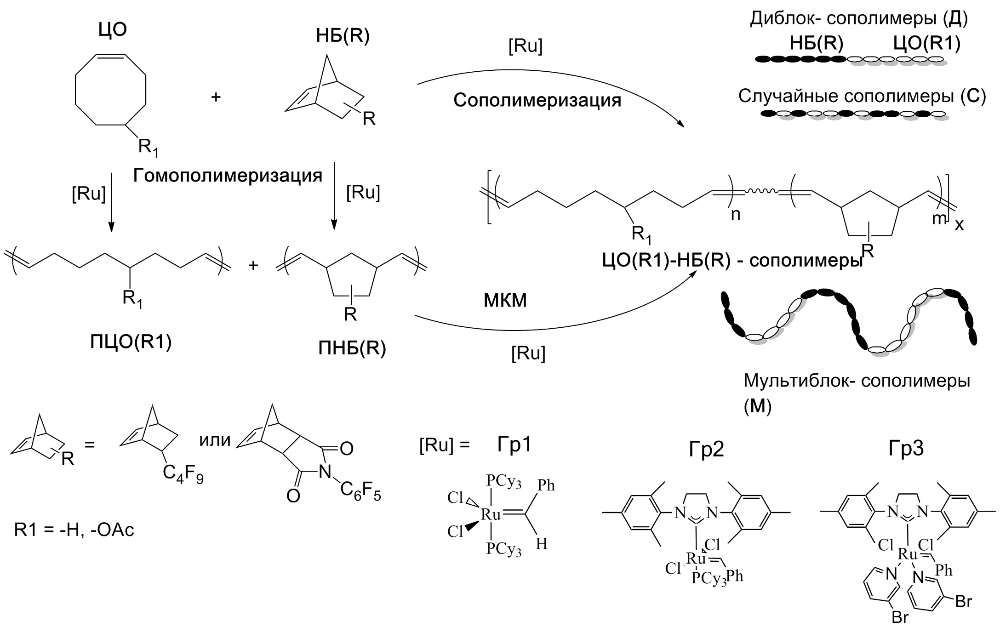 ЦО
НБ(R)
[Ru]
Диблок- сополимеры (Д)
НБ(R) ЦО(R1)
+
R
R1
Сополимеризация
Случайные сополимеры (С)
Гомополимеризация
[Ru]
[Ru]
n
R1
m
x
R
ЦО(R1)-НБ(R) - сополимеры
+
R1
R
ПЦО(R1)
ПНБ(R)
МКМ
[Ru]
Мультиблок- сополимеры
(М)
R
=
C4F9
или
O
N
O
C6F5
R1 = -H, -OAc
[Ru] =
Гр1
PCy3
Ph
Cl
Ru
Cl
PCy3
H
Гр2
N N
Cl
Ru
Cl
PCy3
Ph
Гр3
N N
Cl Cl
Ru
Ph
N N
Br
Br